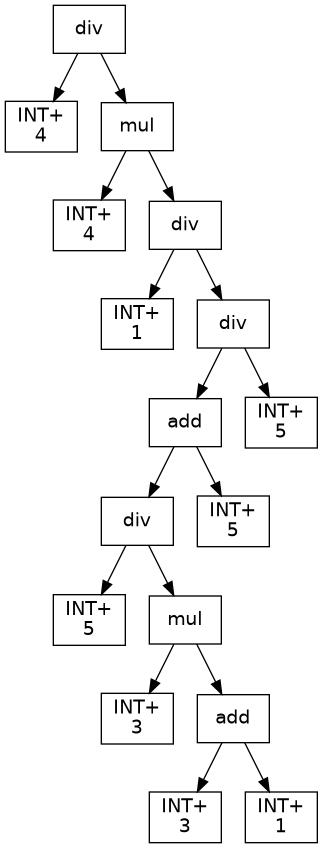 div
INT+
4
mul
INT+
4
div
INT+
1
div
add
INT+
5
div
INT+
5
INT+
5
mul
INT+
3
add
INT+
3
INT+
1